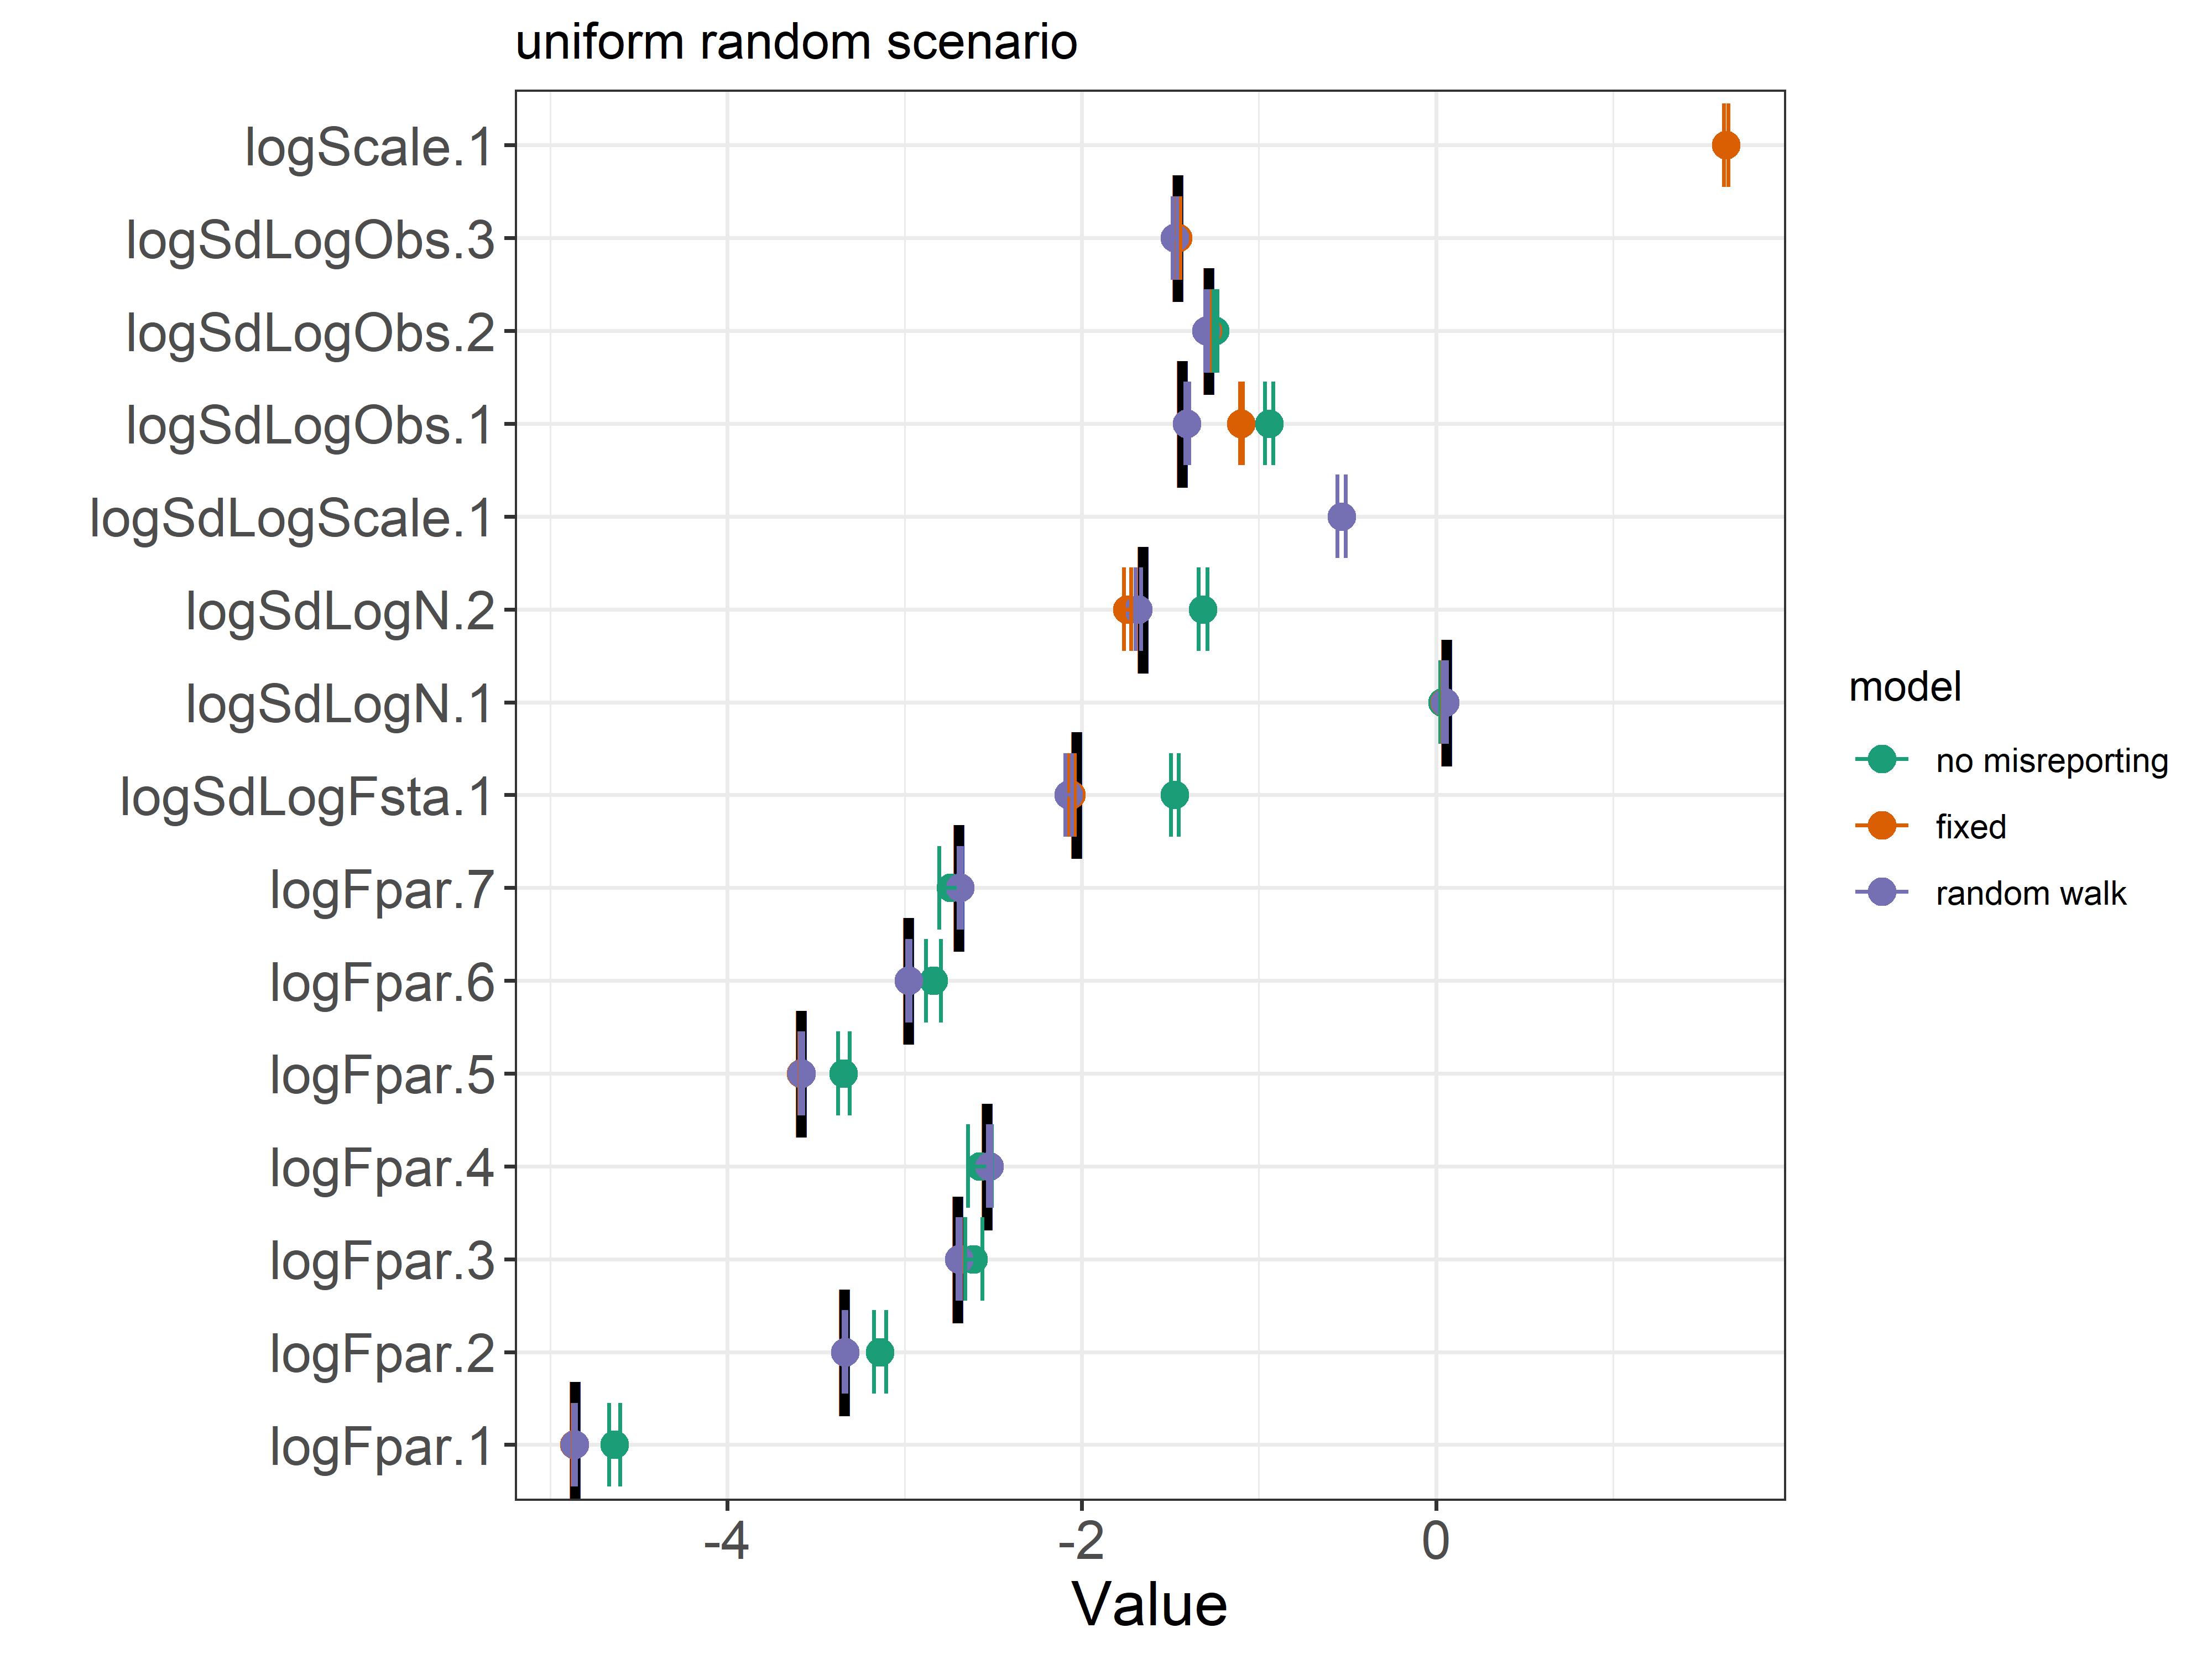 uniform random scenario
logScale.1
logSdLogObs.3
logSdLogObs.2
logSdLogObs.1
logSdLogScale.1
logSdLogN.2
logSdLogN.1
logSdLogFsta.1
logFpar.7
logFpar.6
logFpar.5
logFpar.4
logFpar.3
logFpar.2
logFpar.1
-4 -2 0
Value
model
no misreporting
fixed
random walk